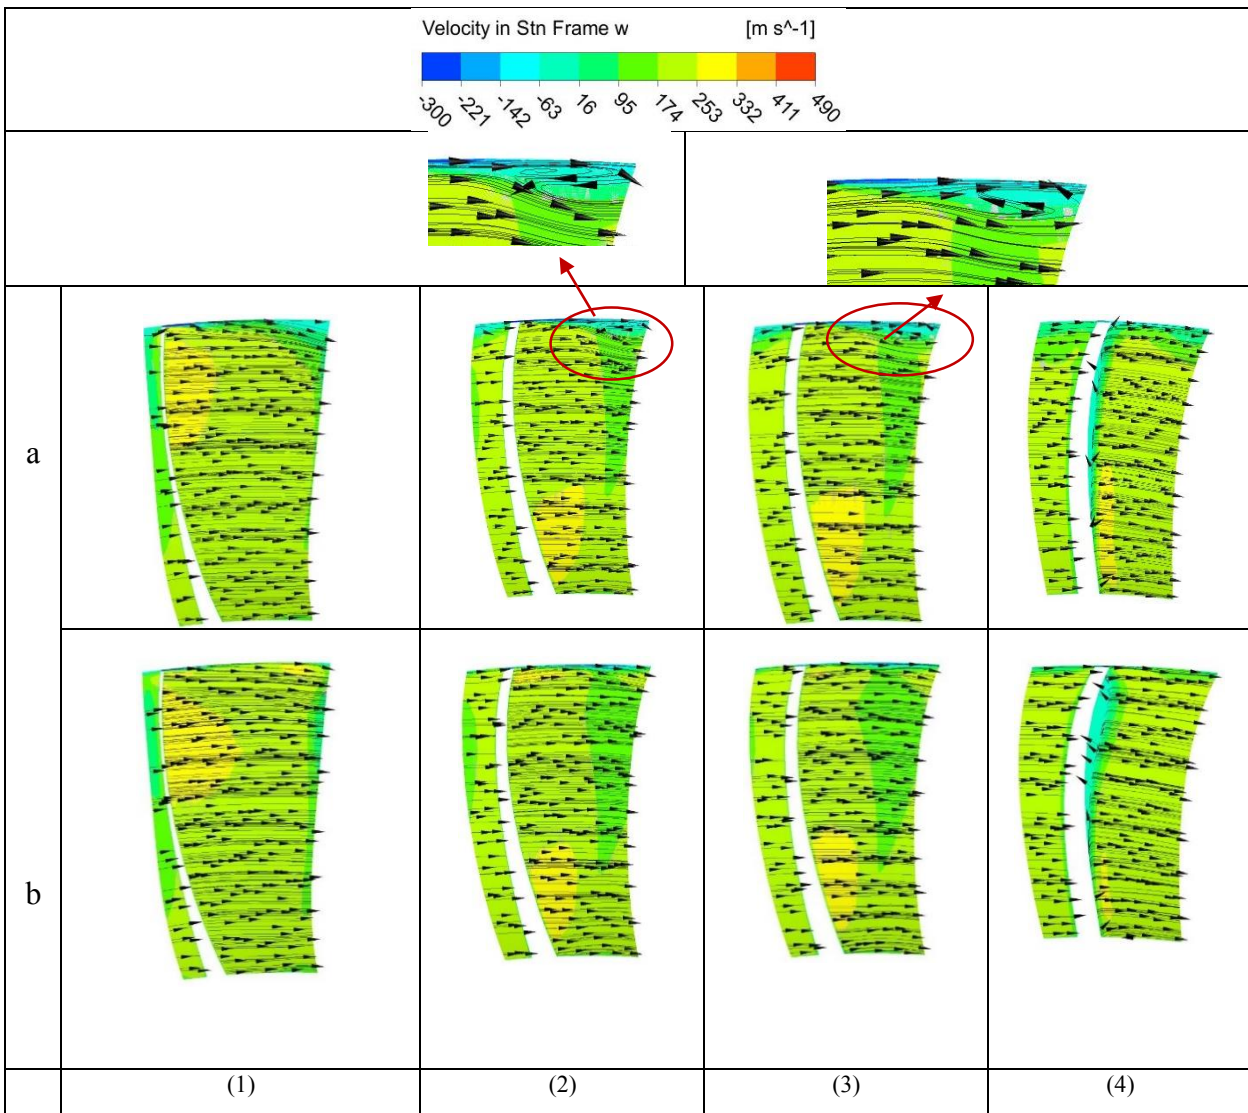 Velocity in Stn Frame w [m s^-1]
-300 -221 -142 -63 16 95 174 253 332 411 490
a
b
(1) (2) (3) (4)